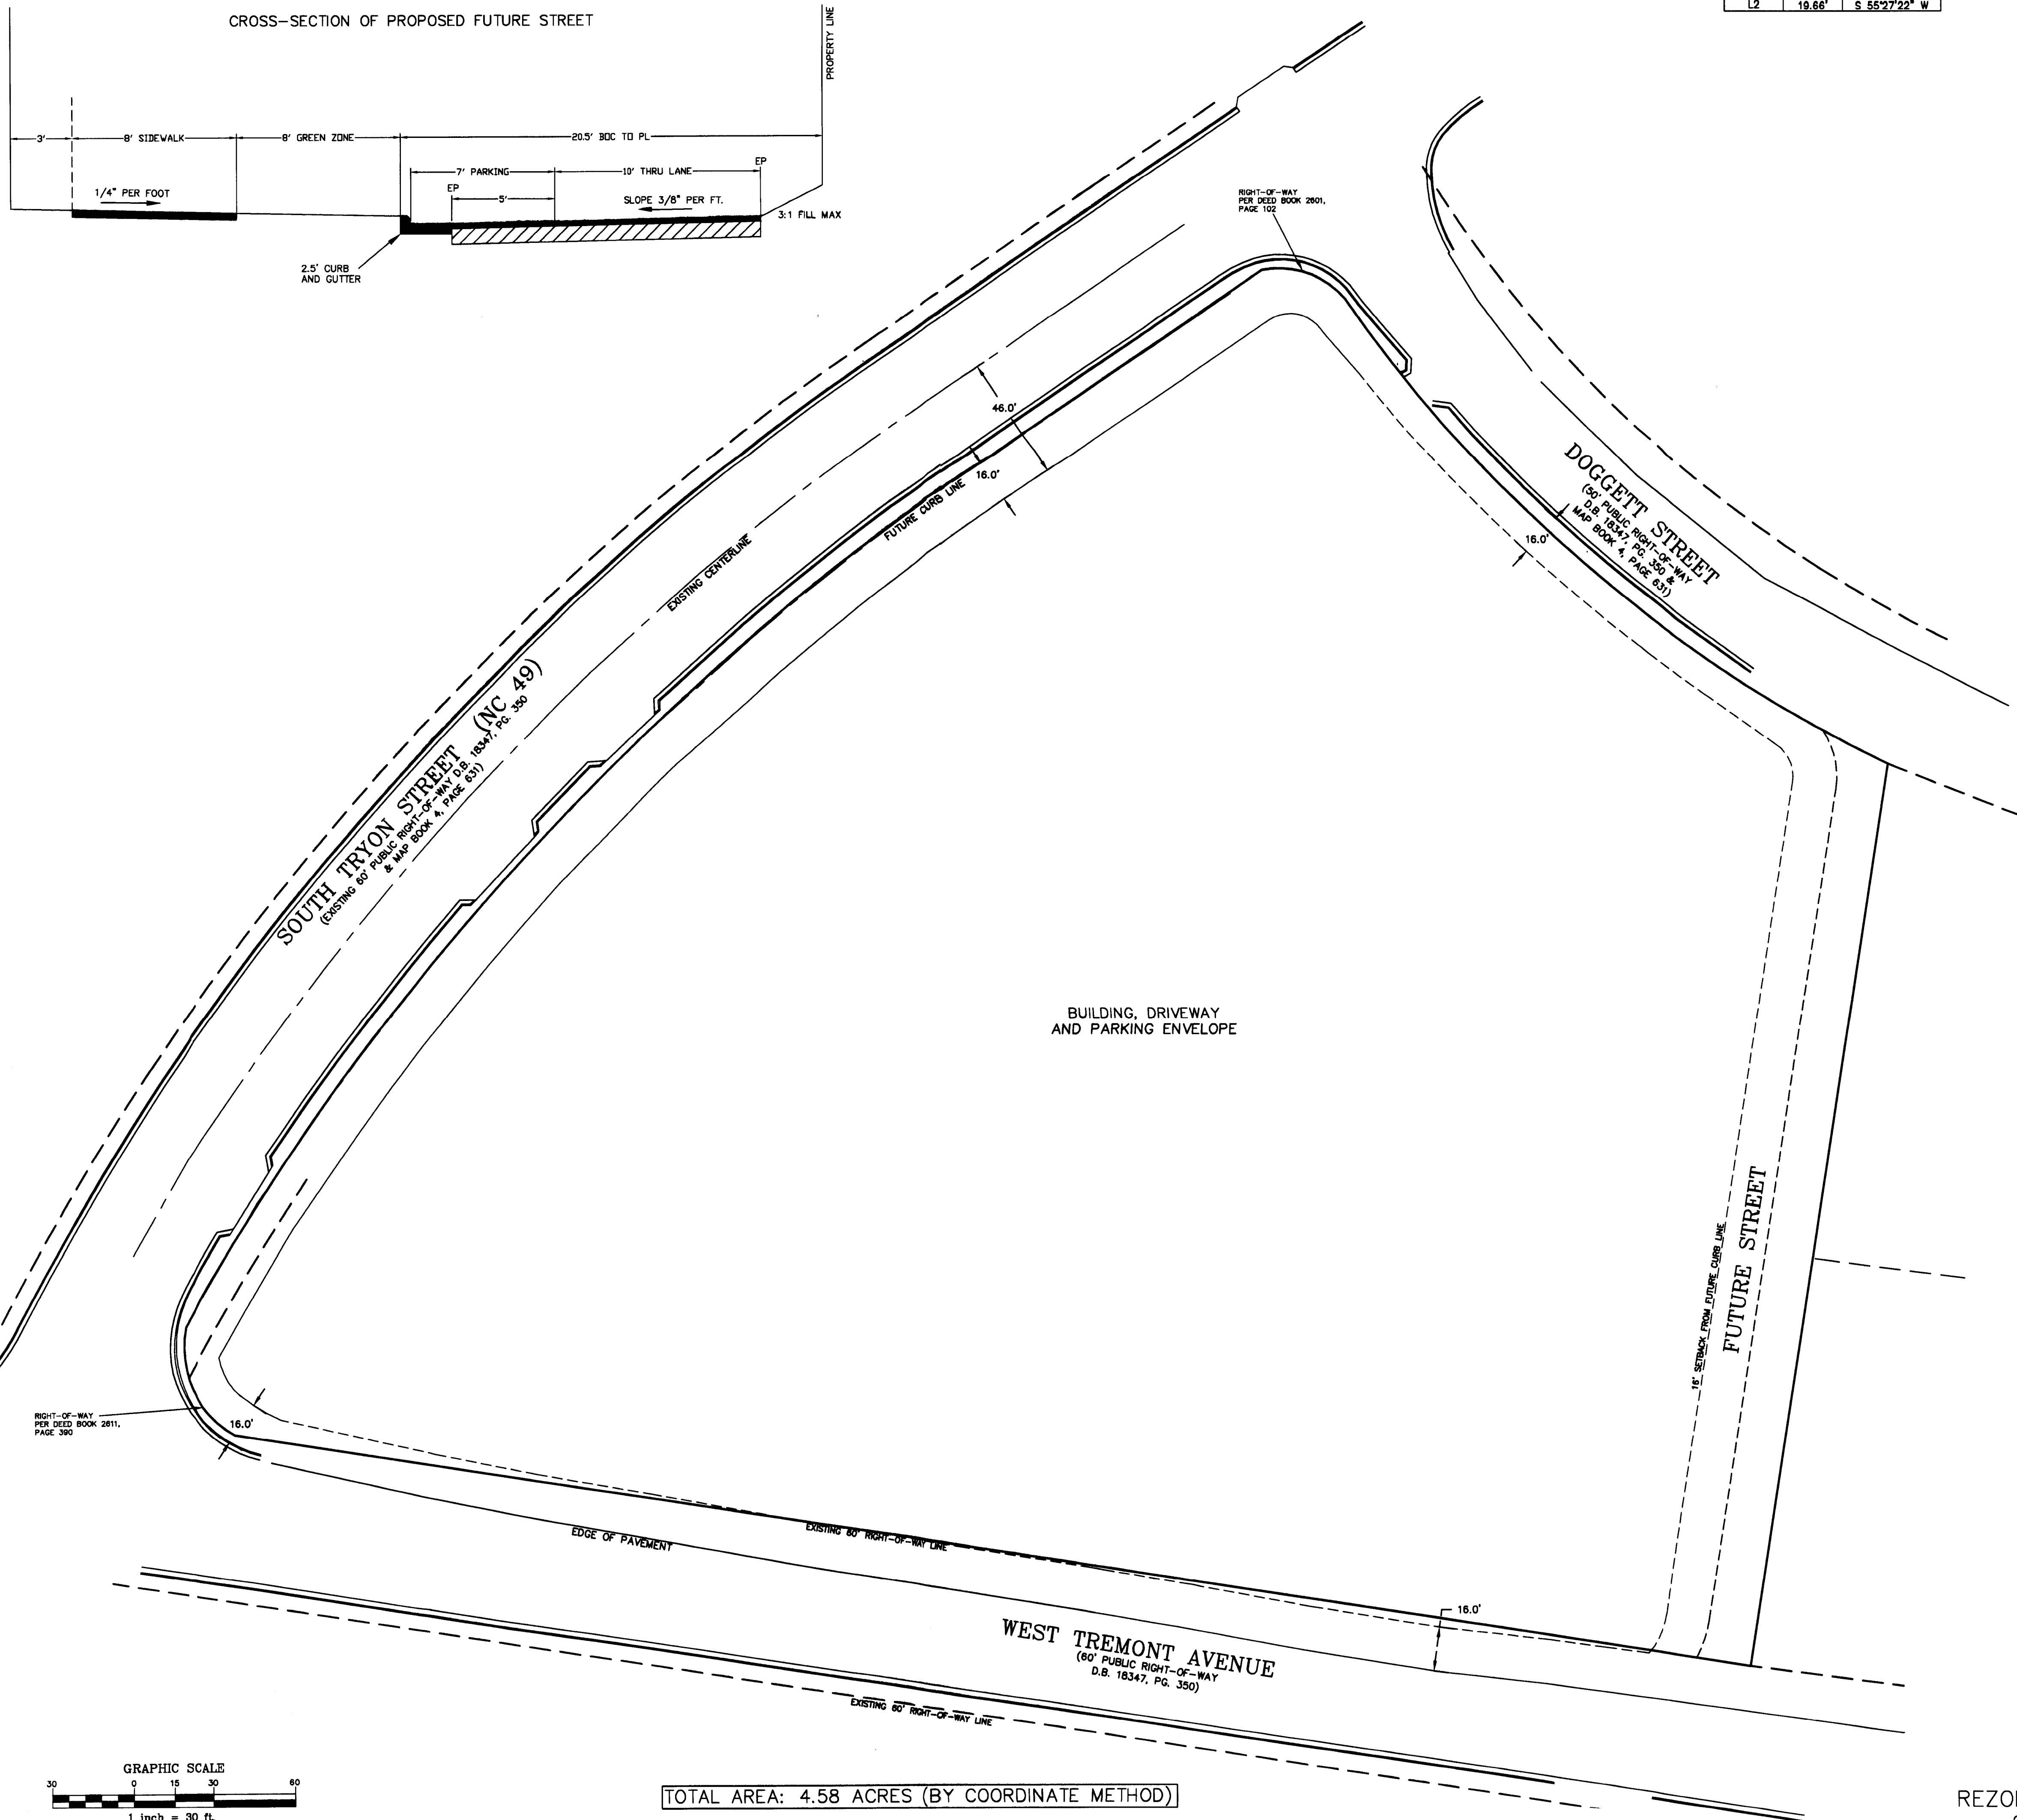 L2 19.66' S 55°27'22" W
CROSS-SECTION OF PROPOSED FUTURE STREET
PROPERTY LINE
3'
8' SIDEWALK
8' GREEN ZONE
20.5' BOC TO PL
7' PARKING
10' THRU LANE
EP
EP
5'
1/4" PER FOOT
SLOPE 3/8" PER FT.
3:1 FILL MAX
2.5' CURB
AND GUTTER
RIGHT-OF-WAY
PER DEED BOOK 2601,
PAGE 102
46.0'
16.0'
FUTURE CURB LINE
EXISTING CENTERLINE
DOGGETT STREET
(50' PUBLIC RIGHT-OF-WAY
D.B. 18347, PG. 350 &
MAP BOOK 4, PAGE 631)
16.0'
SOUTH TRYON STREET (NC 49)
(EXISTING 60' PUBLIC RIGHT-OF-WAY D.B. 18347, PG. 350
& MAP BOOK 4, PAGE 631)
BUILDING, DRIVEWAY
AND PARKING ENVELOPE
16' SETBACK FROM FUTURE CURB LINE
FUTURE STREET
RIGHT-OF-WAY
PER DEED BOOK 2611,
PAGE 390
16.0'
EDGE OF PAVEMENT
EXISTING 60' RIGHT-OF-WAY LINE
16.0'
WEST TREMONT AVENUE
(60' PUBLIC RIGHT-OF-WAY
D.B. 18347, PG. 350)
EXISTING 60' RIGHT-OF-WAY LINE
GRAPHIC SCALE
30 0 15 30 60
1 inch = 30 ft.
TOTAL AREA: 4.58 ACRES (BY COORDINATE METHOD)